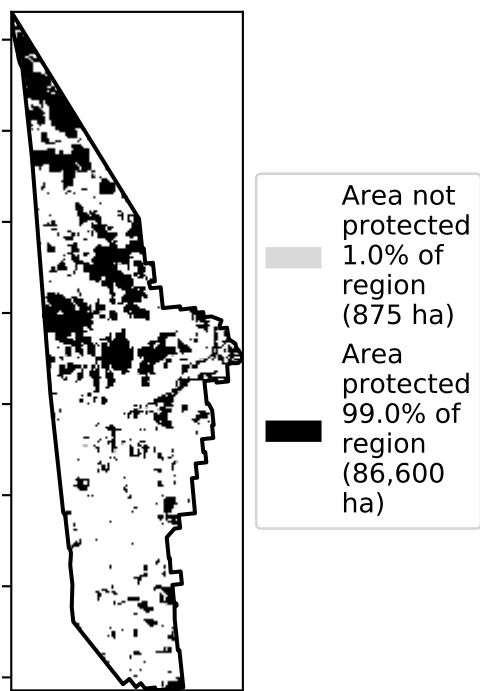 Area not
protected
1.0% of
region
(875 ha)
Area
protected
99.0% of
region
(86,600
ha)